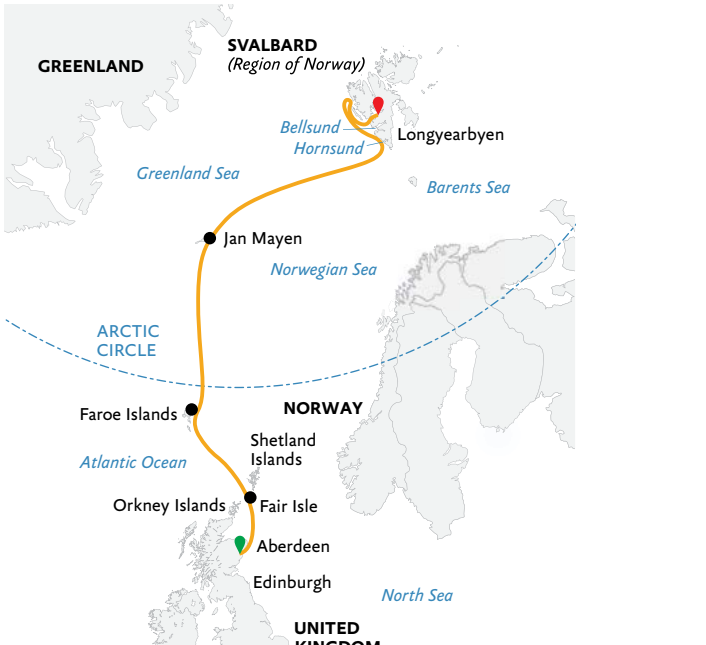 SVALBARD
(Region of Norway)
GREENLAND
Bellsund
Longyearbyen
Hornsund
Greenland Sea
Barents Sea
Jan Mayen
Norwegian Sea
ARCTIC
CIRCLE
NORWAY
Faroe Islands
Shetland
Islands
Atlantic Ocean
Orkney Islands
Fair Isle
Aberdeen
Edinburgh
North Sea
UNITED
KINGDOM